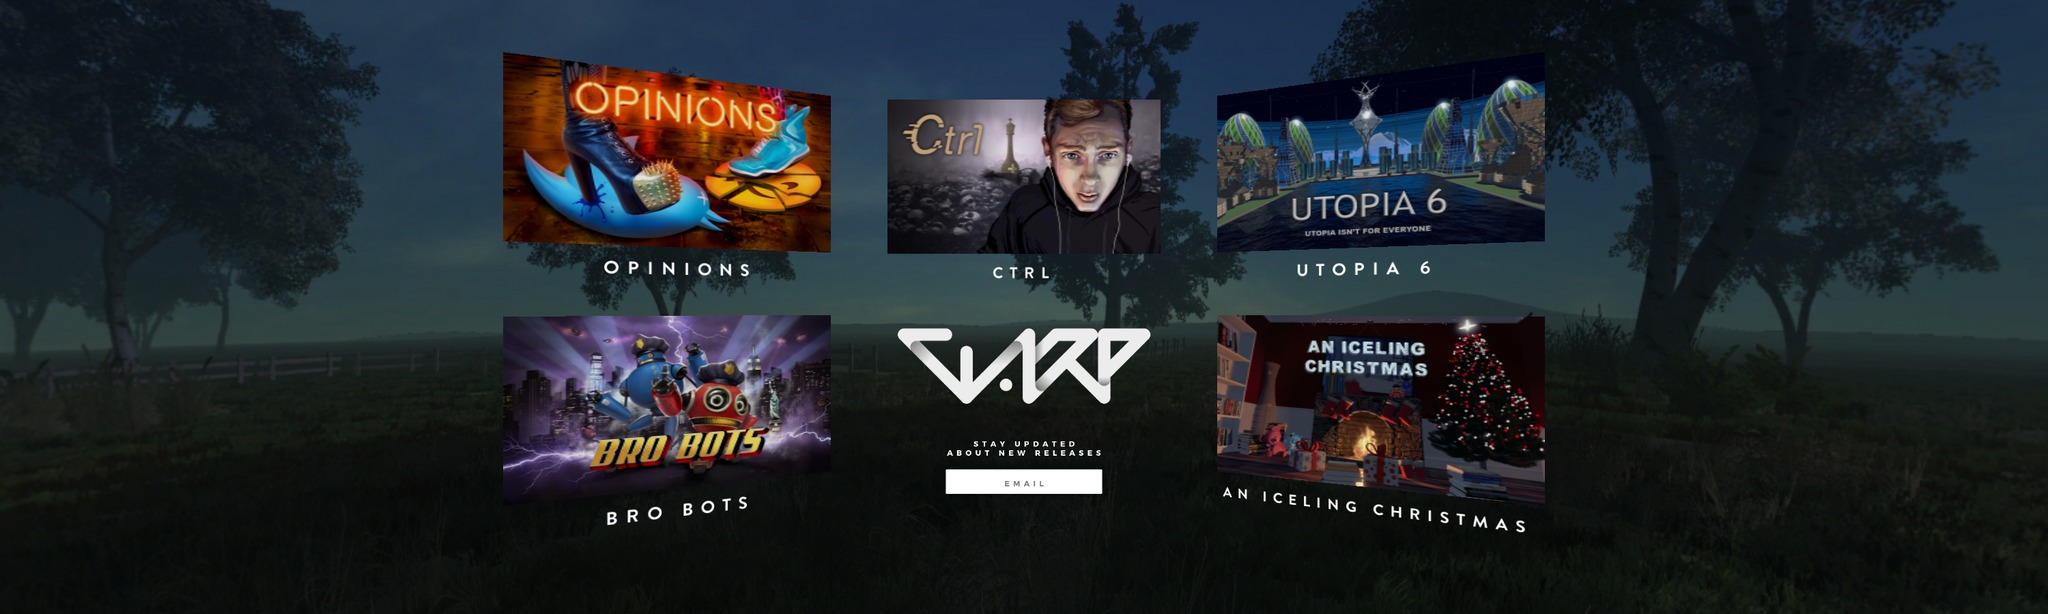 OPINIONS
Ctrl
UTOPIA 6
UTOPIA ISN'T FOR EVERYONE
OPINIONS
CTRL
UTOPIA 6
BRO BOTS
AN ICELING
CHRISTMAS
STAY UPDATED
ABOUT NEW RELEASES
EMAIL
BRO BOTS
AN ICELING CHRISTMAS